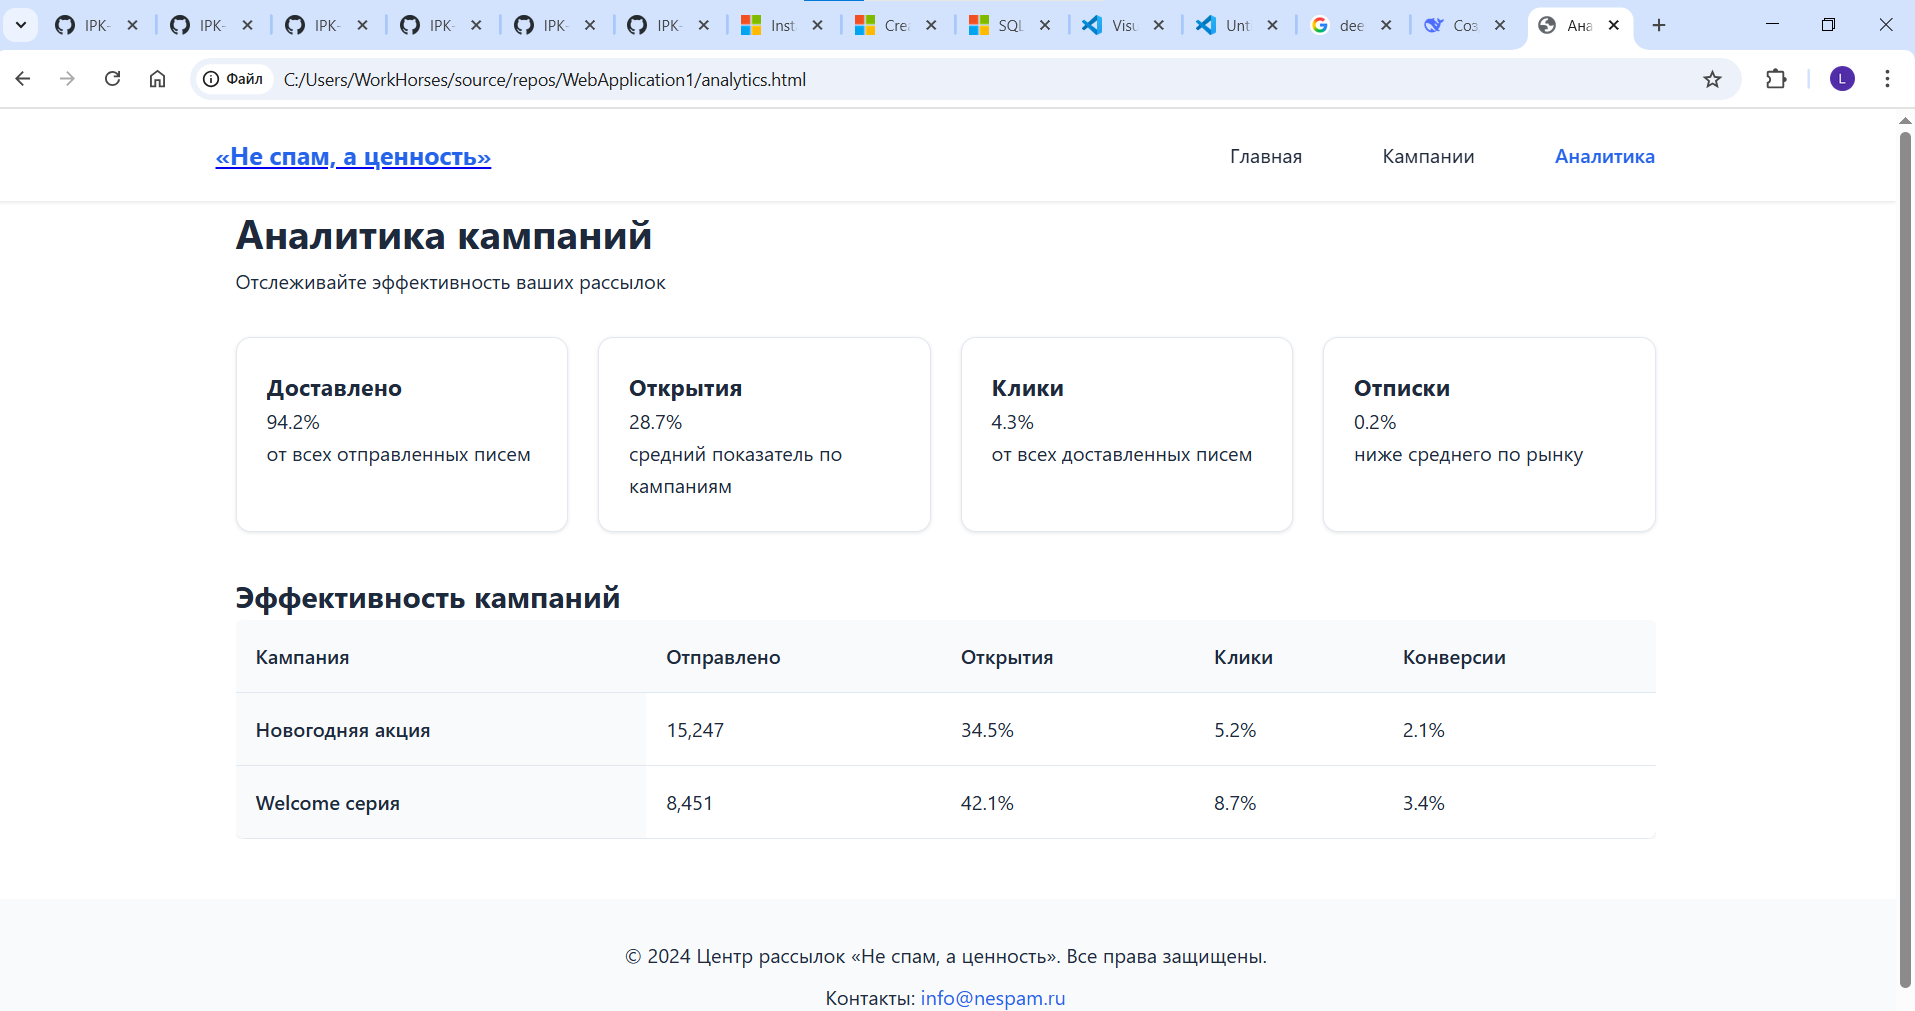 IPK-
IPK-
IPK-
IPK-
IPK-
IPK-
Inst
Crea
SQL
Visu
Unt
dee
Соз
Ана
Файл
C:/Users/WorkHorses/source/repos/WebApplication1/analytics.html
L
«Не спам, а ценность»
Главная
Кампании
Аналитика
Аналитика кампаний
Отслеживайте эффективность ваших рассылок
Доставлено
94.2%
от всех отправленных писем
Открытия
28.7%
средний показатель по
кампаниям
Клики
4.3%
от всех доставленных писем
Отписки
0.2%
ниже среднего по рынку
Эффективность кампаний
Кампания Отправлено Открытия Клики Конверсии
Новогодняя акция 15,247 34.5% 5.2% 2.1%
Welcome серия 8,451 42.1% 8.7% 3.4%
© 2024 Центр рассылок «Не спам, а ценность». Все права защищены.
Контакты: info@nespam.ru